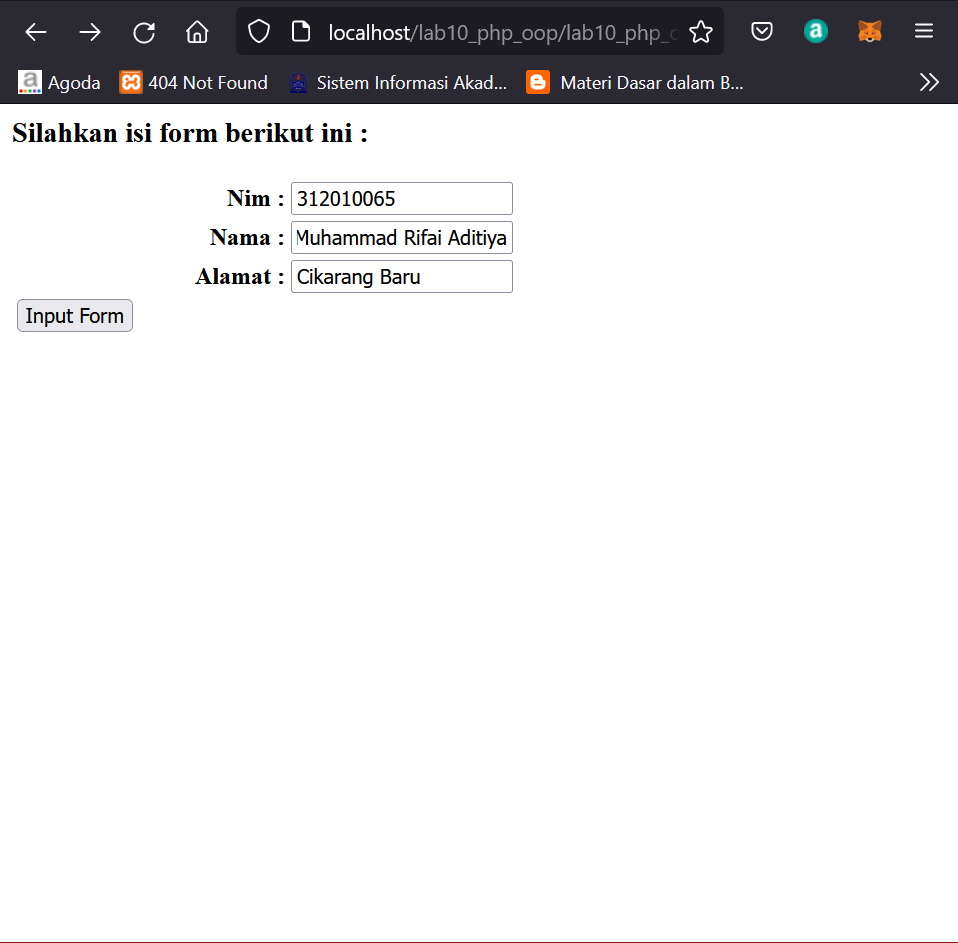 localhost/lab10_php_oop/lab10_php_
Agoda 404 Not Found Sistem Informasi Akad... Materi Dasar dalam B...
Silahkan isi form berikut ini :
Nim : 312010065
Nama : Muhammad Rifai Aditiya
Alamat : Cikarang Baru
Input Form